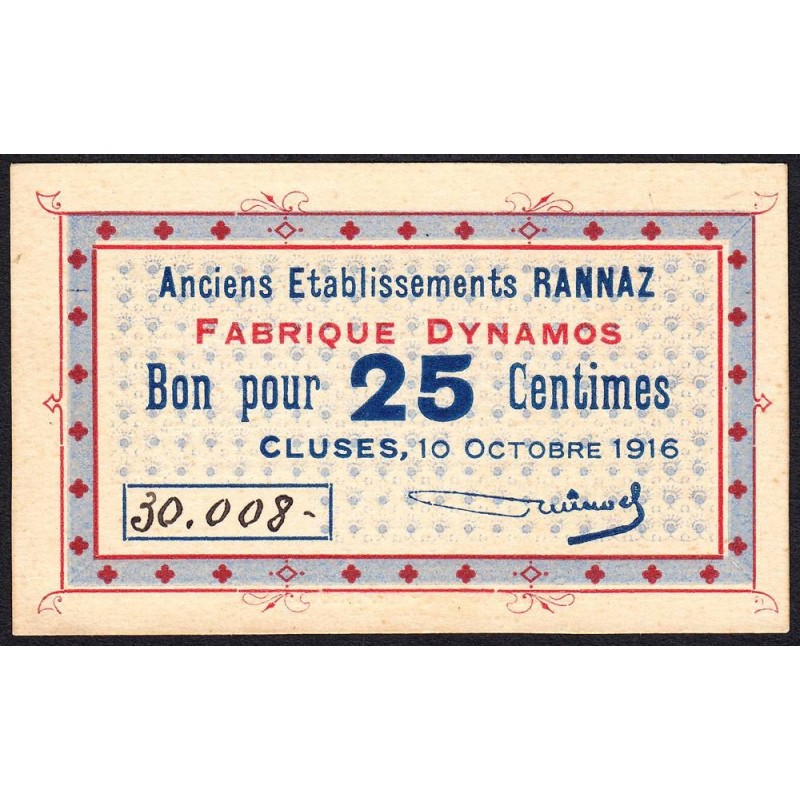 Anciens Etablissements RANNAZ
FABRIQUE DYNAMOS
Bon pour 25 Centimes
CLUSES, 10 OCTOBRE 1916
30.008-